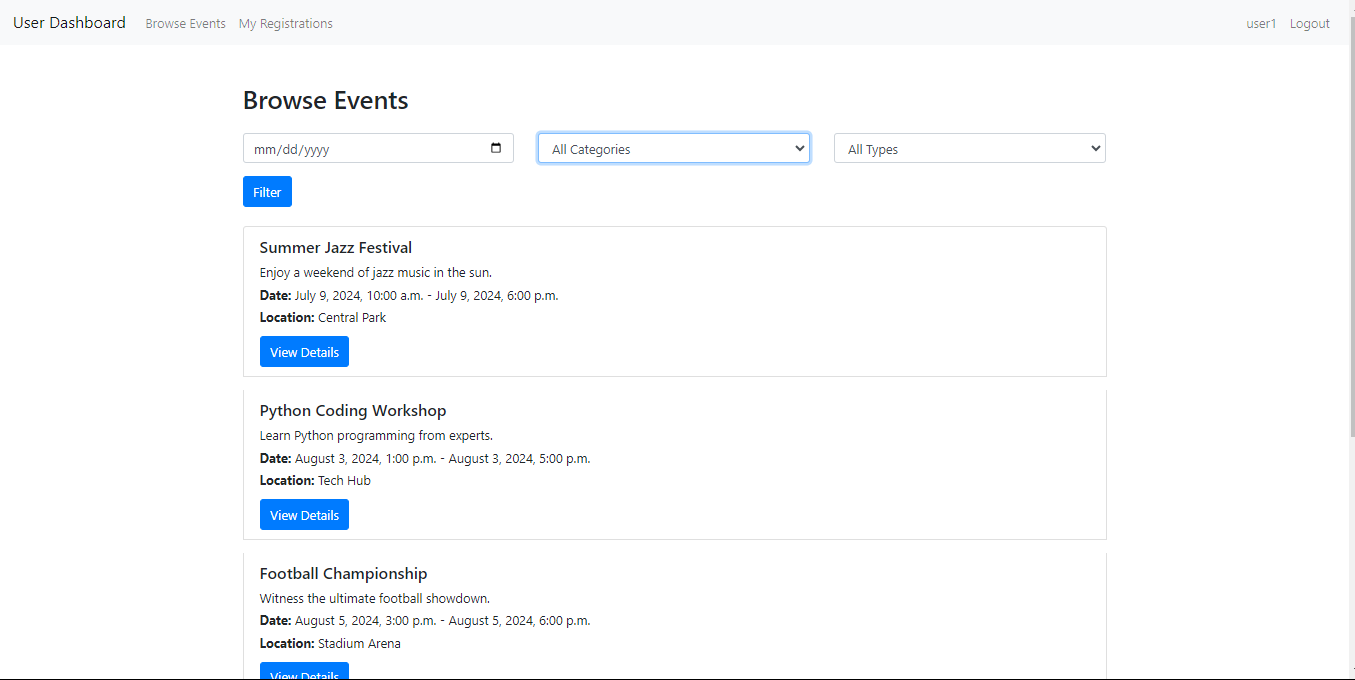 User Dashboard Browse Events My Registrations user1 Logout
Browse Events
mm/dd/yyyy All Categories All Types
Filter
Summer Jazz Festival
Enjoy a weekend of jazz music in the sun.
Date: July 9, 2024, 10:00 a.m. - July 9, 2024, 6:00 p.m.
Location: Central Park
View Details
Python Coding Workshop
Learn Python programming from experts.
Date: August 3, 2024, 1:00 p.m. - August 3, 2024, 5:00 p.m.
Location: Tech Hub
View Details
Football Championship
Witness the ultimate football showdown.
Date: August 5, 2024, 3:00 p.m. - August 5, 2024, 6:00 p.m.
Location: Stadium Arena
View Details